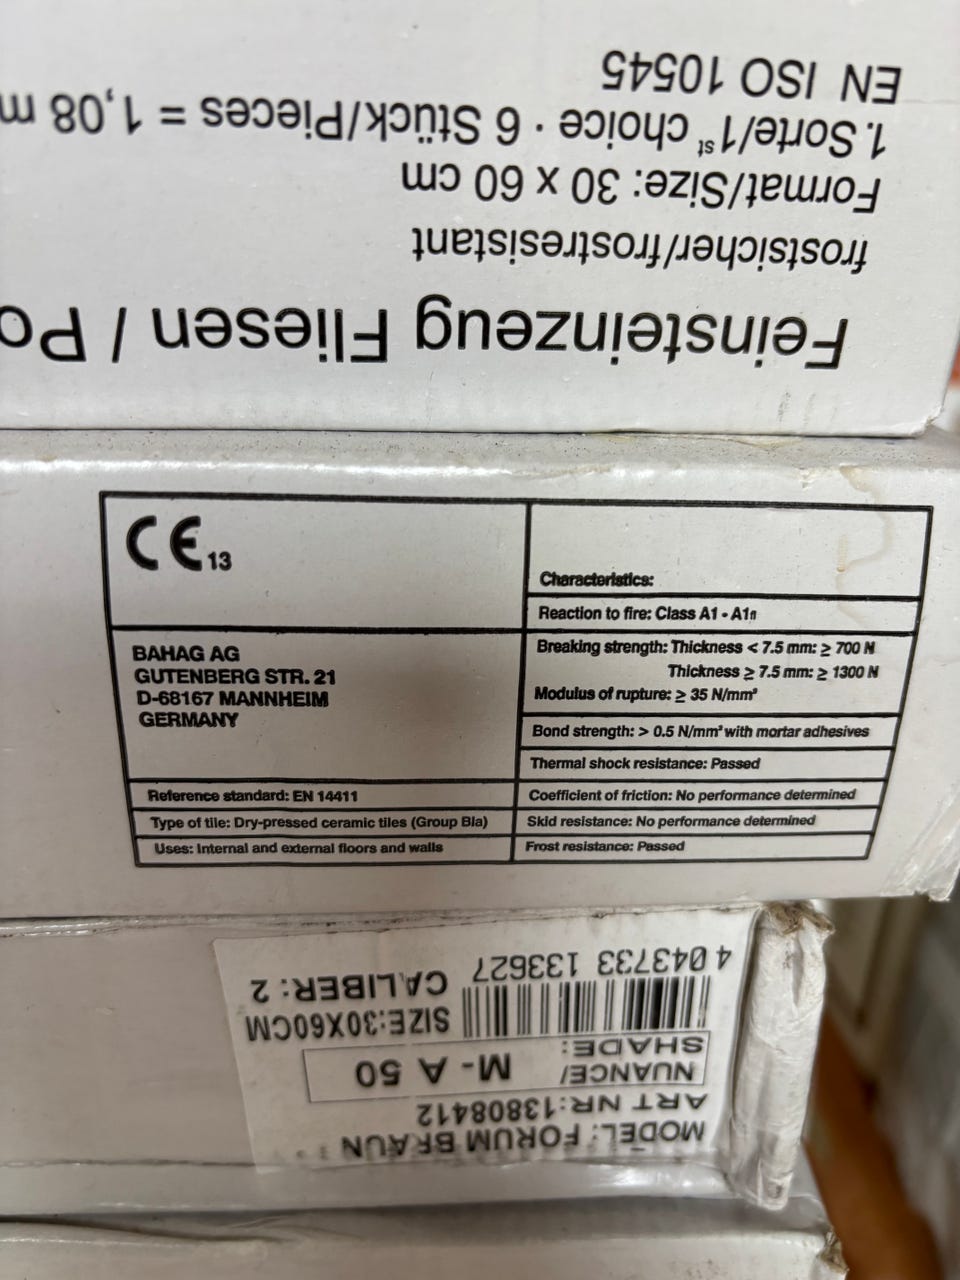 Feinsteinzeug Fliesen / Po
frostsicher/frostresistant
Format/Size: 30 x 60 cm
1. Sorte/1st choice · 6 Stück/Pieces = 1,08 m
EN ISO 10545
CE 13
BAHAG AG
GUTENBERG STR. 21
D-68167 MANNHEIM
GERMANY
Reference standard: EN 14411
Type of tile: Dry-pressed ceramic tiles (Group BIa)
Uses: Internal and external floors and walls
Characteristics:
Reaction to fire: Class A1 - A1fl
Breaking strength: Thickness < 7.5 mm: ≥ 700 N
Thickness ≥ 7.5 mm: ≥ 1300 N
Modulus of rupture: ≥ 35 N/mm²
Bond strength: > 0.5 N/mm² with mortar adhesives
Thermal shock resistance: Passed
Coefficient of friction: No performance determined
Skid resistance: No performance determined
Frost resistance: Passed
MODEL: FORUM BRAUN
ART NR:13808412
NUANCE/
SHADE: M- A 50
SIZE:30X60CM
4 043733 133627
CALIBER: 2